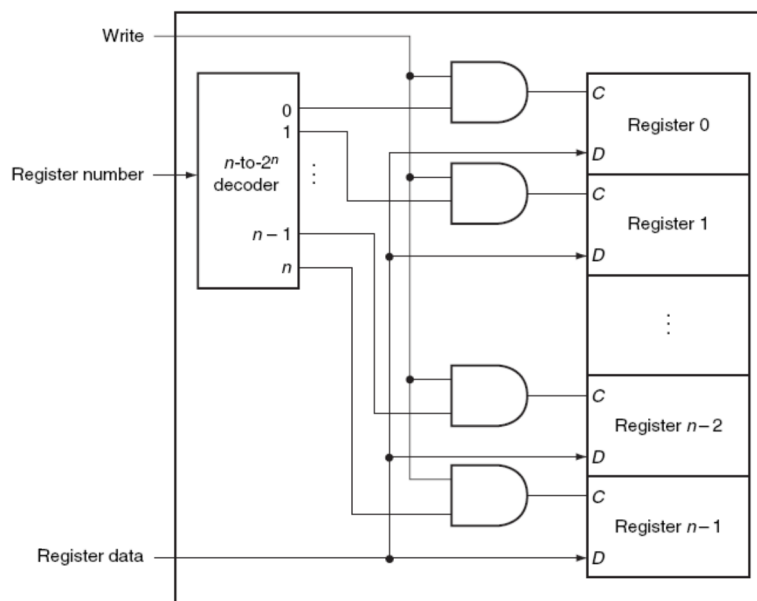 Write
Register number
Register data
n-to-2ⁿ
decoder
0
1
⋮
n – 1
n
C
Register 0
D
C
Register 1
D
⋮
C
Register n – 2
D
C
Register n – 1
D